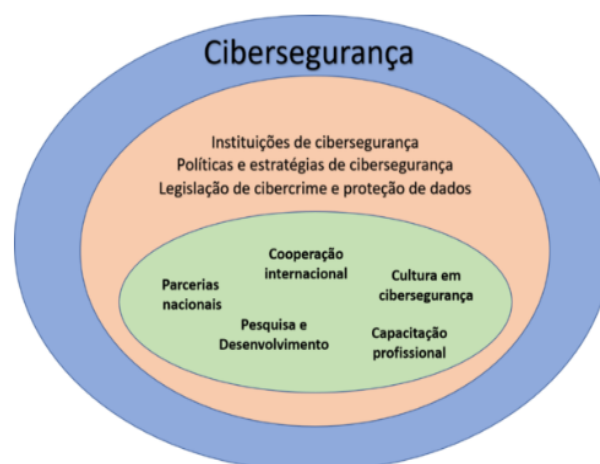 Cibersegurança
Instituições de cibersegurança
Políticas e estratégias de cibersegurança
Legislação de cibercrime e proteção de dados
Cooperação
internacional
Parcerias
nacionais
Cultura em
cibersegurança
Pesquisa e
Desenvolvimento
Capacitação
profissional